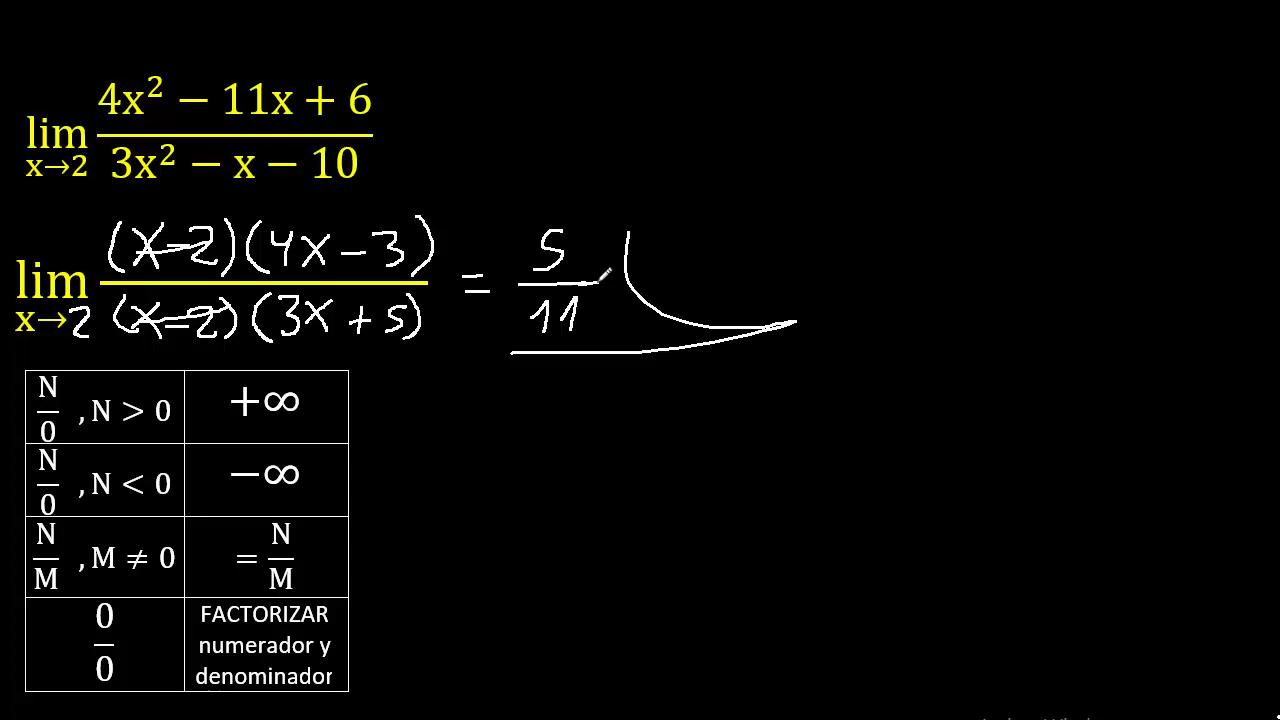 lim x→2 (4x² − 11x + 6)/(3x² − x − 10)
lim x→2 (x−2)(4x−3)/(x−2)(3x+5) = 5/11
N/0 , N > 0 +∞
N/0 , N < 0 −∞
N/M , M ≠ 0 = N/M
0/0 FACTORIZAR
numerador y
denominador